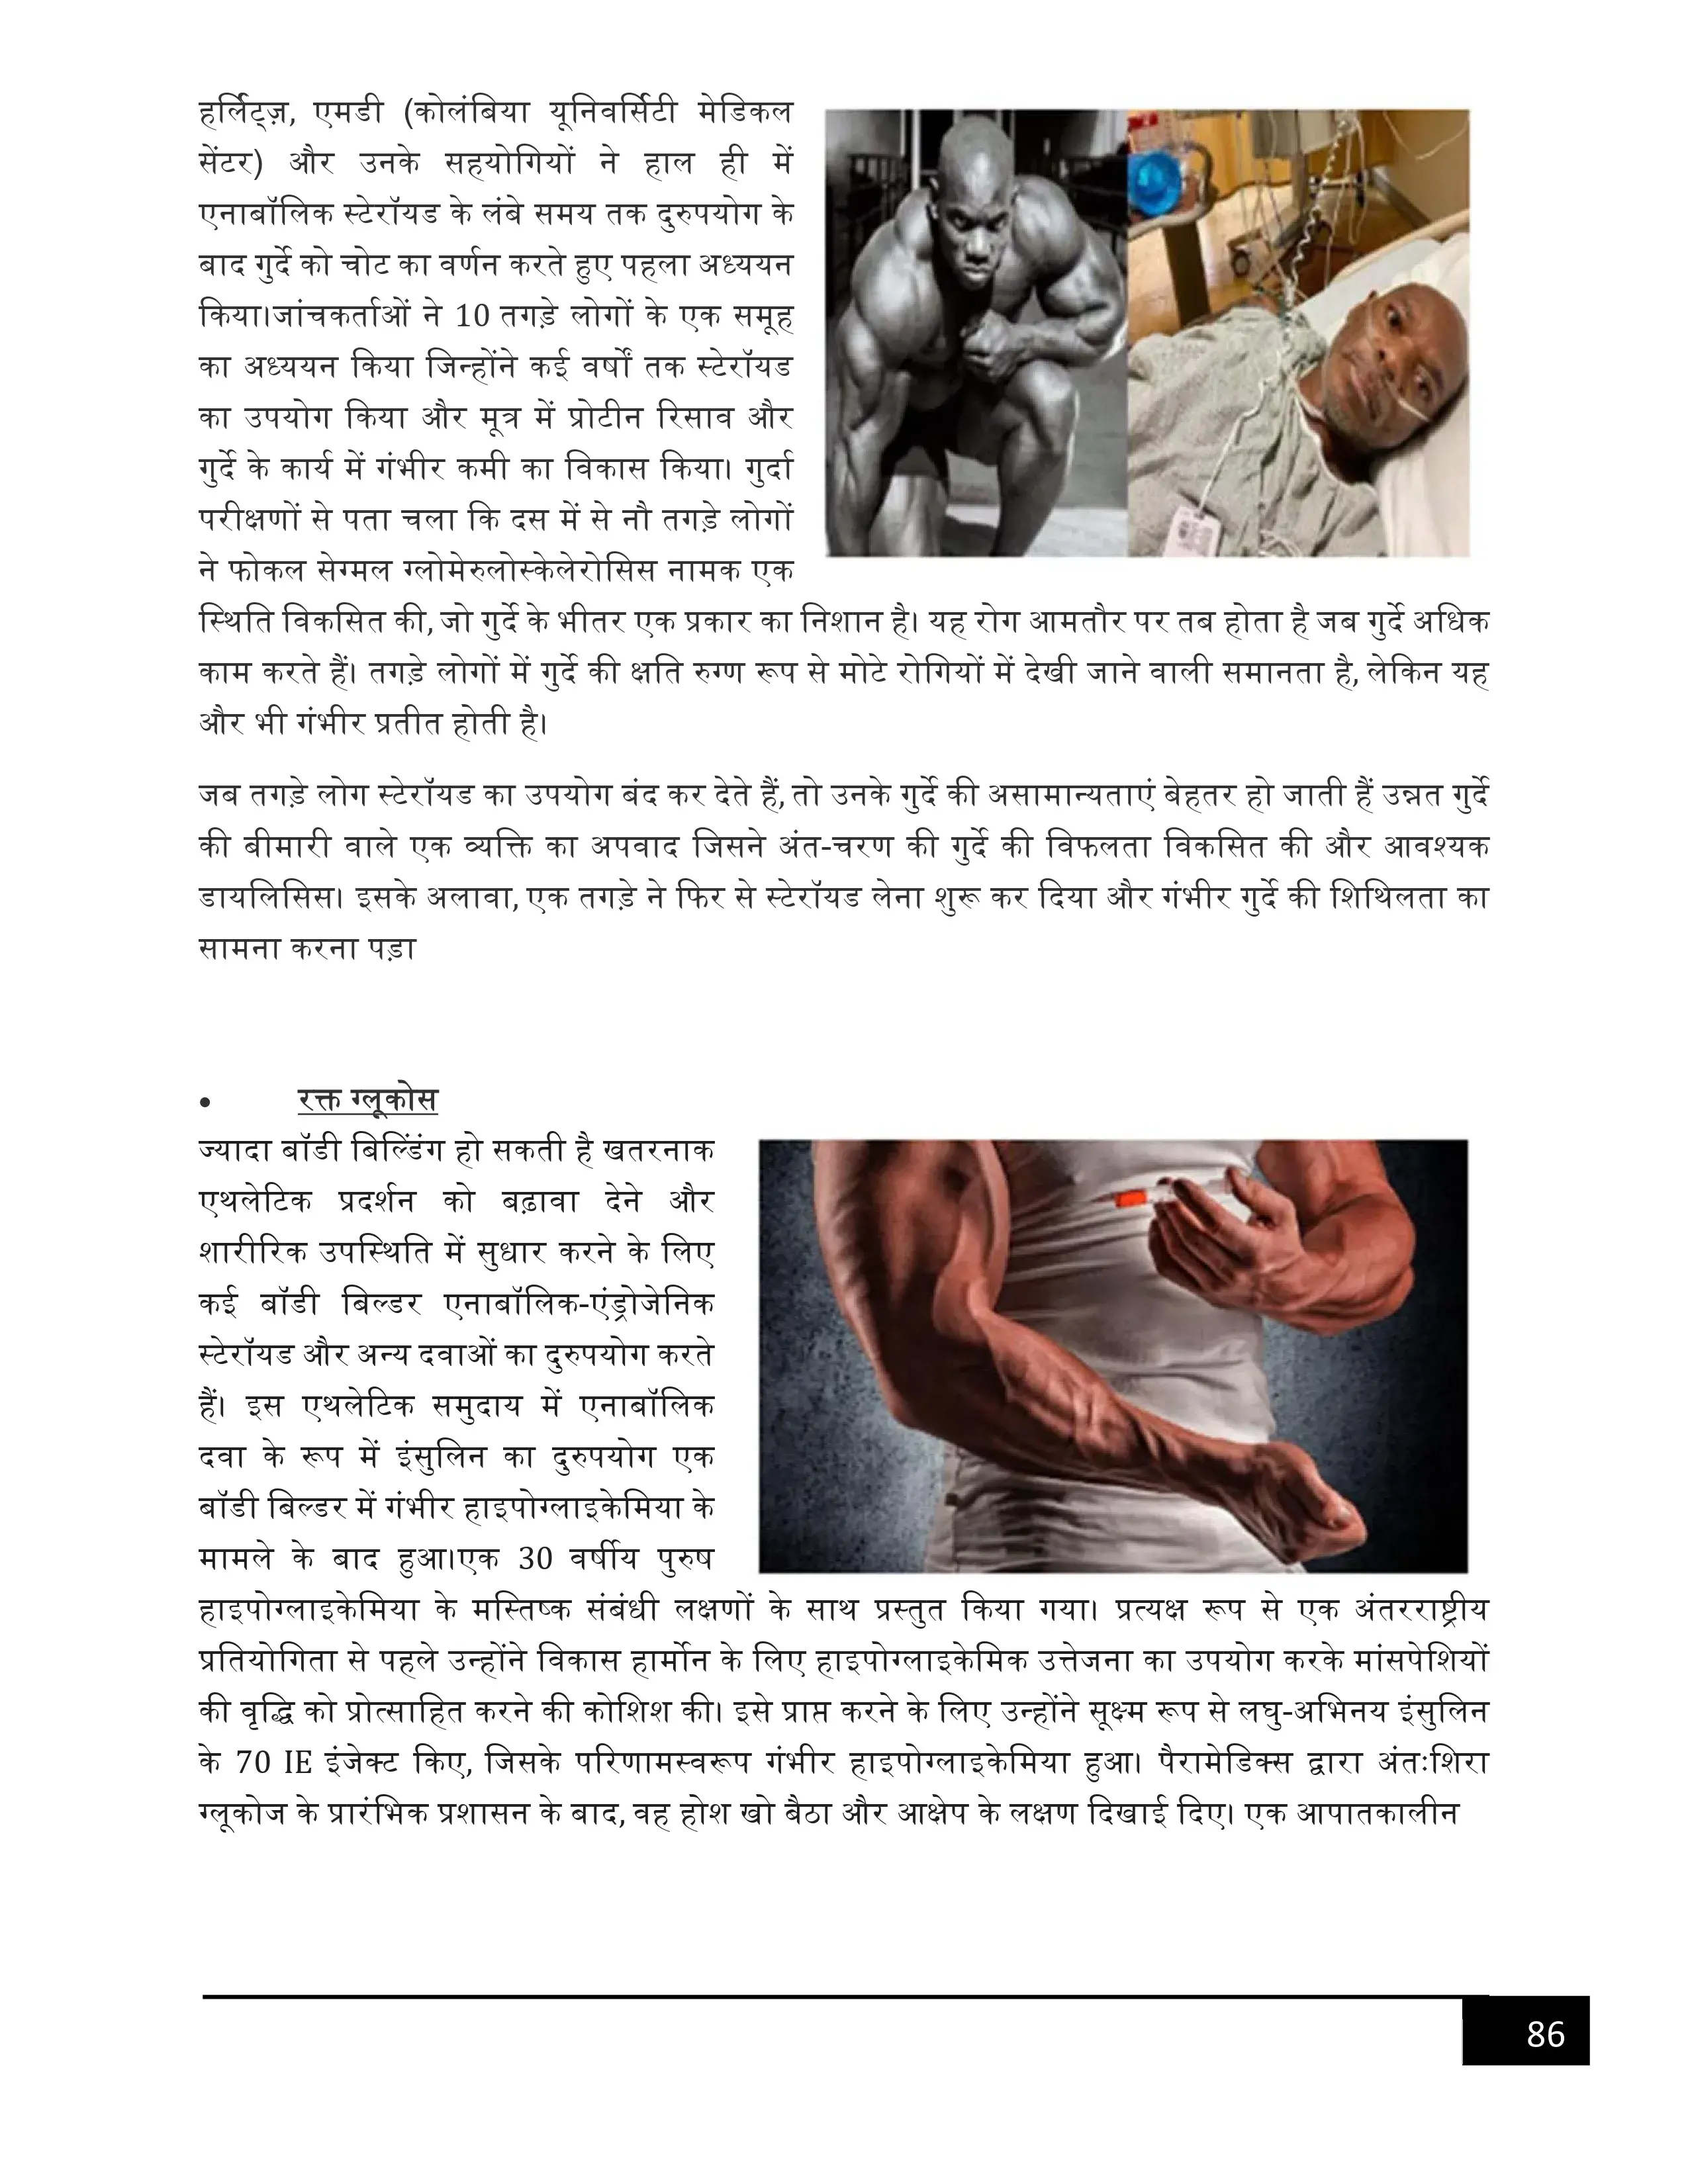 हर्लिट्ज़, एमडी (कोलंबिया यूनिवर्सिटी मेडिकल
सेंटर) और उनके सहयोगियों ने हाल ही में
एनाबॉलिक स्टेरॉयड के लंबे समय तक दुरुपयोग के
बाद गुर्दे को चोट का वर्णन करते हुए पहला अध्ययन
किया।जांचकर्ताओं ने 10 तगड़े लोगों के एक समूह
का अध्ययन किया जिन्होंने कई वर्षों तक स्टेरॉयड
का उपयोग किया और मूत्र में प्रोटीन रिसाव और
गुर्दे के कार्य में गंभीर कमी का विकास किया। गुर्दा
परीक्षणों से पता चला कि दस में से नौ तगड़े लोगों
ने फोकल सेग्मल ग्लोमेरुलोस्केलेरोसिस नामक एक
स्थिति विकसित की, जो गुर्दे के भीतर एक प्रकार का निशान है। यह रोग आमतौर पर तब होता है जब गुर्दे अधिक
काम करते हैं। तगड़े लोगों में गुर्दे की क्षति रुग्ण रूप से मोटे रोगियों में देखी जाने वाली समानता है, लेकिन यह
और भी गंभीर प्रतीत होती है।
जब तगड़े लोग स्टेरॉयड का उपयोग बंद कर देते हैं, तो उनके गुर्दे की असामान्यताएं बेहतर हो जाती हैं उन्नत गुर्दे
की बीमारी वाले एक व्यक्ति का अपवाद जिसने अंत-चरण की गुर्दे की विफलता विकसित की और आवश्यक
डायलिसिस। इसके अलावा, एक तगड़े ने फिर से स्टेरॉयड लेना शुरू कर दिया और गंभीर गुर्दे की शिथिलता का
सामना करना पड़ा
• रक्त ग्लूकोस
ज्यादा बॉडी बिल्डिंग हो सकती है खतरनाक
एथलेटिक प्रदर्शन को बढ़ावा देने और
शारीरिक उपस्थिति में सुधार करने के लिए
कई बॉडी बिल्डर एनाबॉलिक-एंड्रोजेनिक
स्टेरॉयड और अन्य दवाओं का दुरुपयोग करते
हैं। इस एथलेटिक समुदाय में एनाबॉलिक
दवा के रूप में इंसुलिन का दुरुपयोग एक
बॉडी बिल्डर में गंभीर हाइपोग्लाइकेमिया के
मामले के बाद हुआ।एक 30 वर्षीय पुरुष
हाइपोग्लाइकेमिया के मस्तिष्क संबंधी लक्षणों के साथ प्रस्तुत किया गया। प्रत्यक्ष रूप से एक अंतरराष्ट्रीय
प्रतियोगिता से पहले उन्होंने विकास हार्मोन के लिए हाइपोग्लाइकेमिक उत्तेजना का उपयोग करके मांसपेशियों
की वृद्धि को प्रोत्साहित करने की कोशिश की। इसे प्राप्त करने के लिए उन्होंने सूक्ष्म रूप से लघु-अभिनय इंसुलिन
के 70 IE इंजेक्ट किए, जिसके परिणामस्वरूप गंभीर हाइपोग्लाइकेमिया हुआ। पैरामेडिक्स द्वारा अंतःशिरा
ग्लूकोज के प्रारंभिक प्रशासन के बाद, वह होश खो बैठा और आक्षेप के लक्षण दिखाई दिए। एक आपातकालीन
86